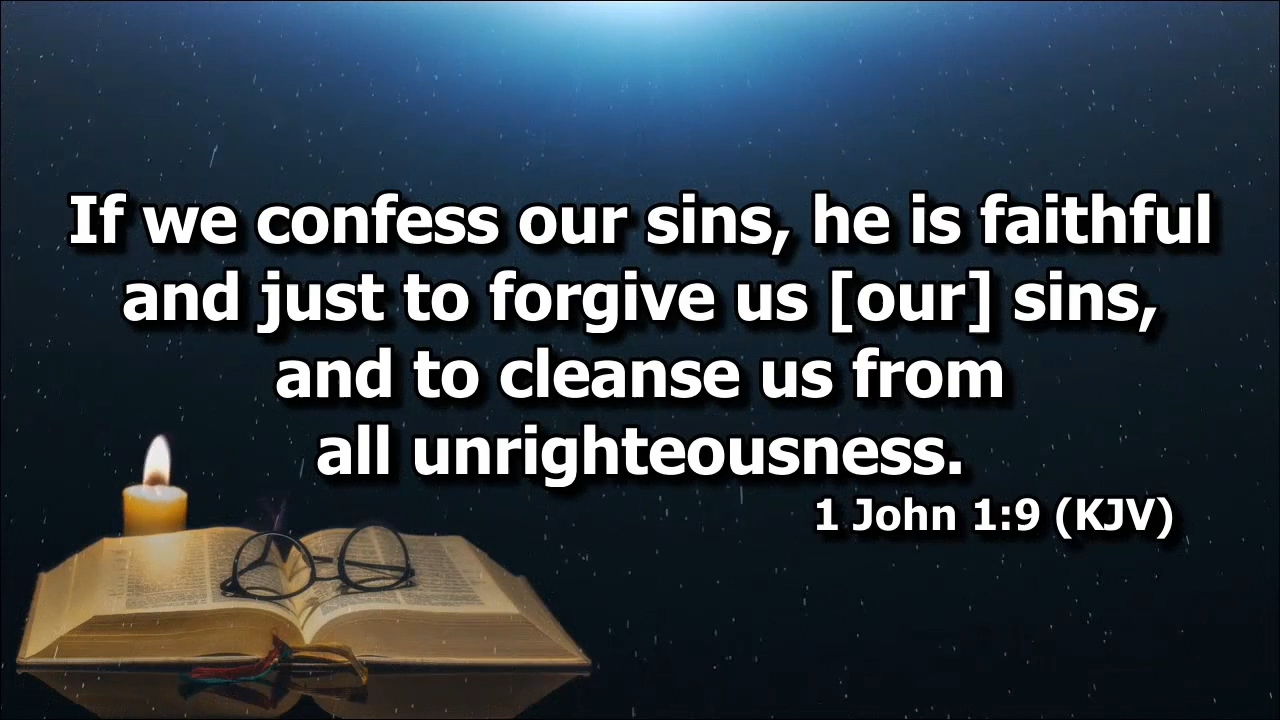 If we confess our sins, he is faithful
and just to forgive us [our] sins,
and to cleanse us from
all unrighteousness.
1 John 1:9 (KJV)